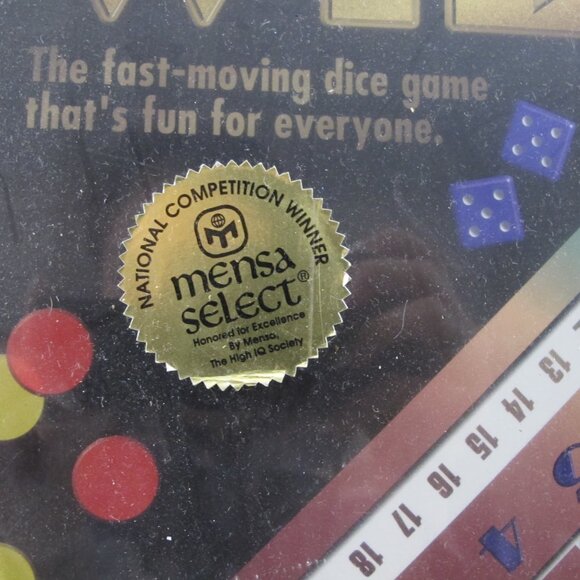 The fast-moving dice game
that's fun for everyone.
NATIONAL COMPETITION WINNER
mensa
SELECT®
Honored for Excellence
By Mensa,
The High IQ Society
13 14 15 16 17 18
4